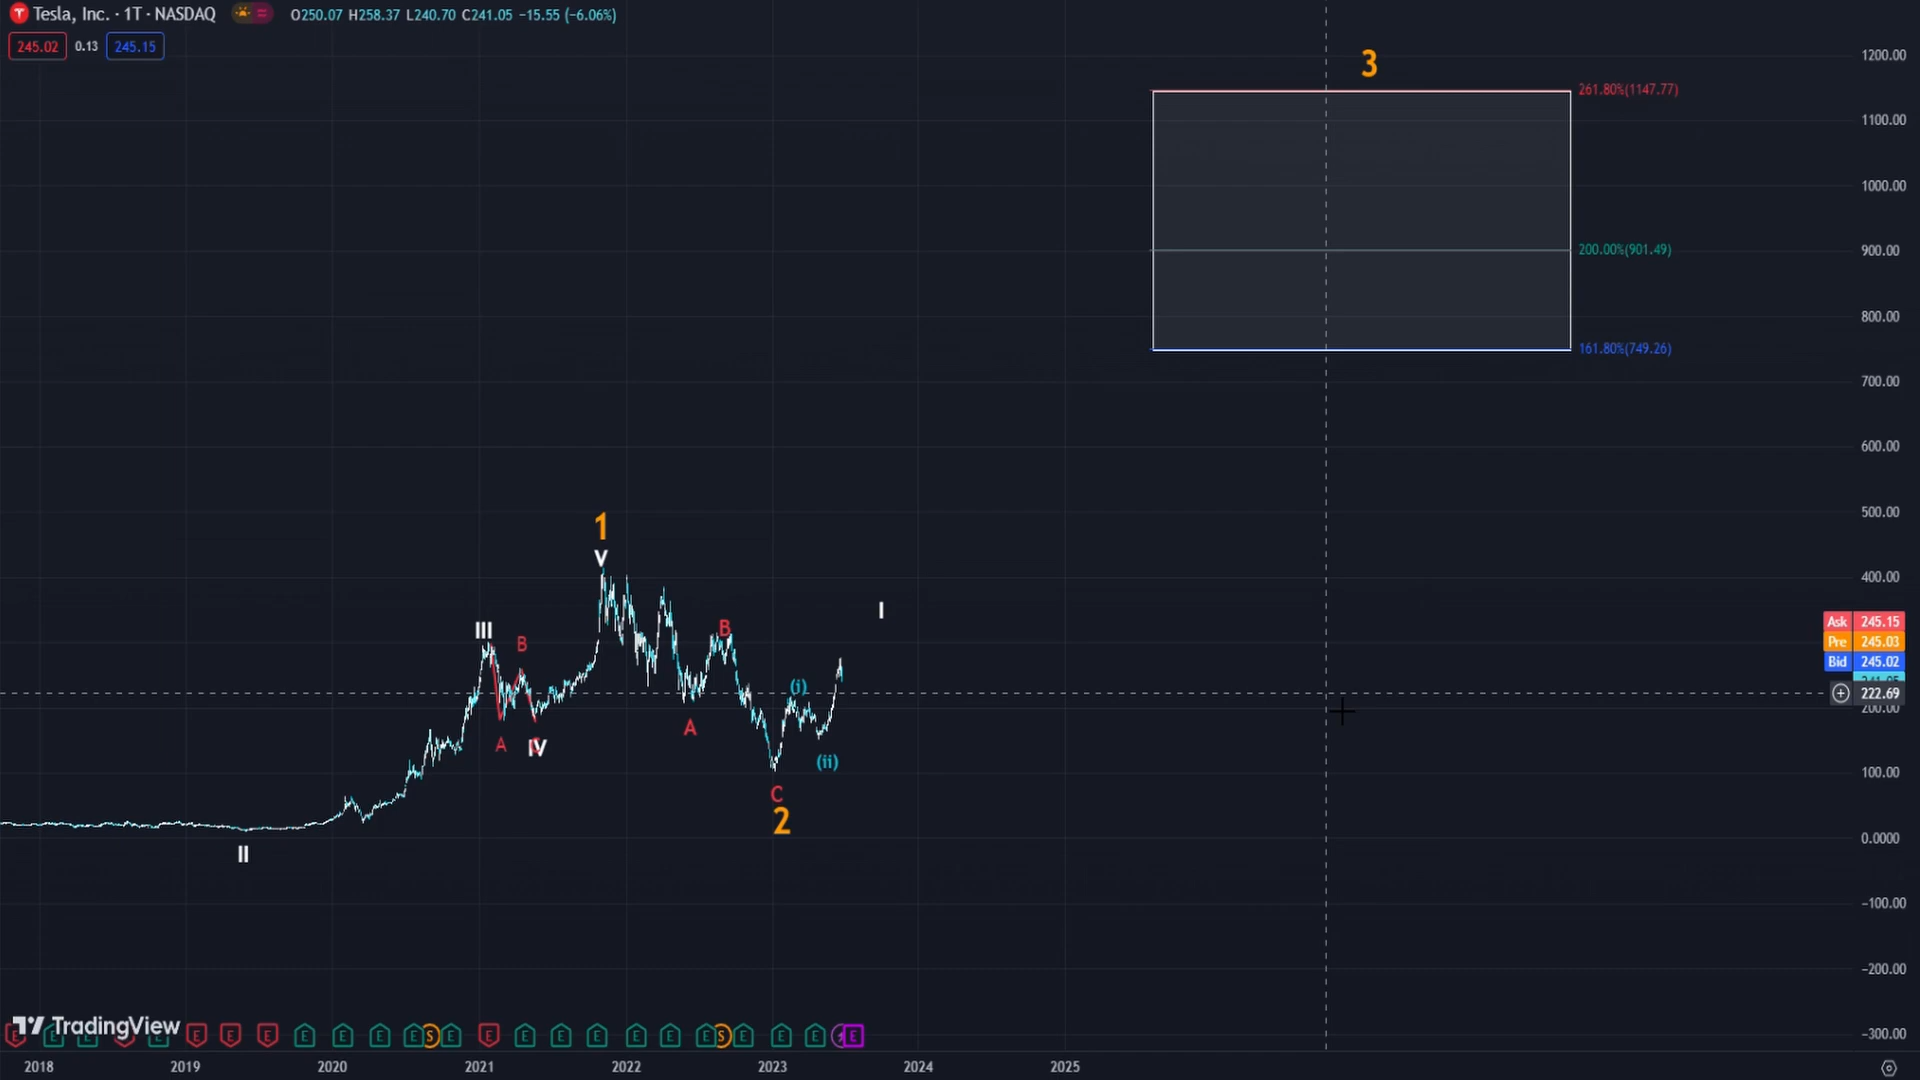 Tesla, Inc. · 1T · NASDAQ O250.07 H258.37 L240.70 C241.05 −15.55 (−6.06%)
245.02 0.13 245.15
3
1200.00
261.80%(1147.77)
1100.00
1000.00
200.00%(901.49)
900.00
800.00
161.80%(749.26)
700.00
600.00
1
500.00
V
400.00
I
III
B
B
Ask 245.15
Pre 245.03
Bid 245.02
(i)
222.69
200.00
A
A
IV
(ii)
100.00
C
2
0.0000
II
−100.00
−200.00
TradingView
E E E E E E E E E E S E E E E E E E E S E E E E
−300.00
2018 2019 2020 2021 2022 2023 2024 2025